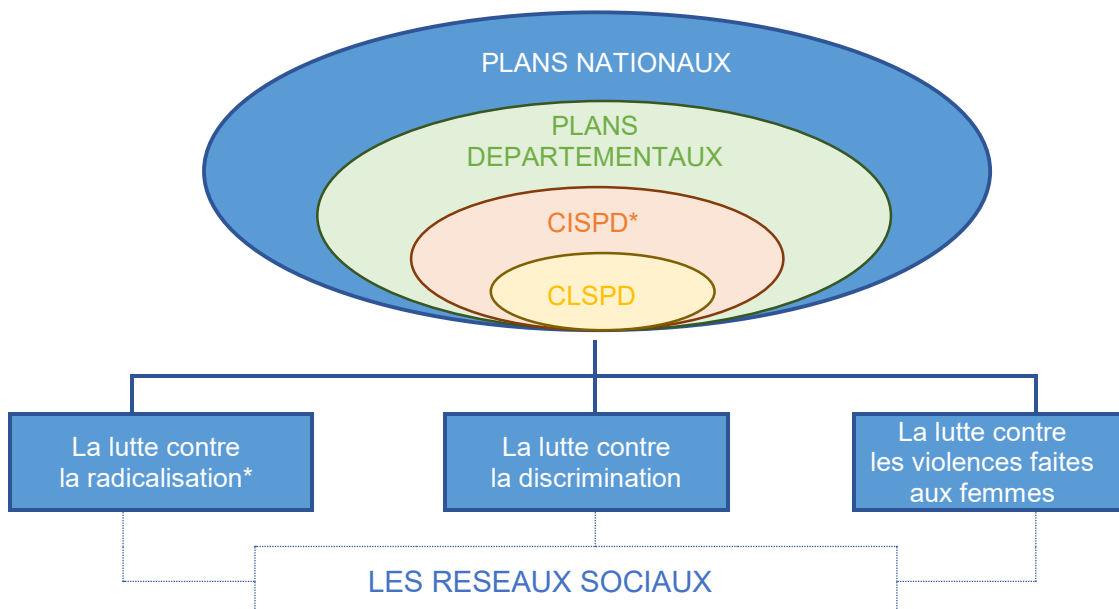 PLANS NATIONAUX
PLANS
DEPARTEMENTAUX
CISPD*
CLSPD
La lutte contre
la radicalisation*
La lutte contre
la discrimination
La lutte contre
les violences faites
aux femmes
LES RESEAUX SOCIAUX